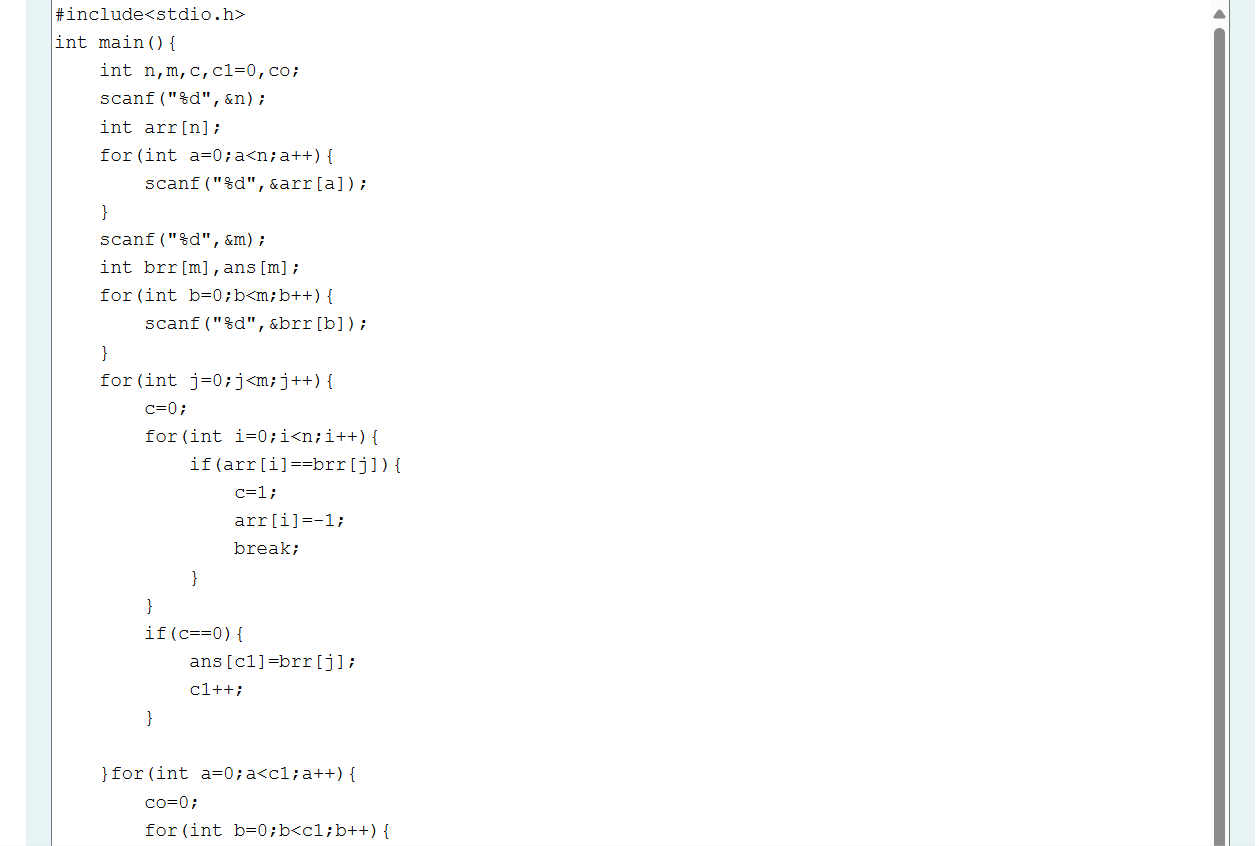 #include<stdio.h>
int main(){
    int n,m,c,c1=0,co;
    scanf("%d",&n);
    int arr[n];
    for(int a=0;a<n;a++){
        scanf("%d",&arr[a]);
    }
    scanf("%d",&m);
    int brr[m],ans[m];
    for(int b=0;b<m;b++){
        scanf("%d",&brr[b]);
    }
    for(int j=0;j<m;j++){
        c=0;
        for(int i=0;i<n;i++){
            if(arr[i]==brr[j]){
                c=1;
                arr[i]=-1;
                break;
            }
        }
        if(c==0){
            ans[c1]=brr[j];
            c1++;
        }

    }for(int a=0;a<c1;a++){
        co=0;
        for(int b=0;b<c1;b++){